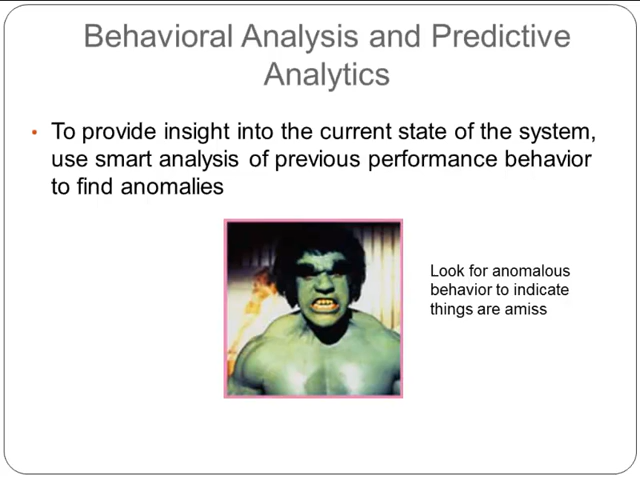 Behavioral Analysis and Predictive
Analytics
• To provide insight into the current state of the system,
use smart analysis of previous performance behavior
to find anomalies
Look for anomalous
behavior to indicate
things are amiss